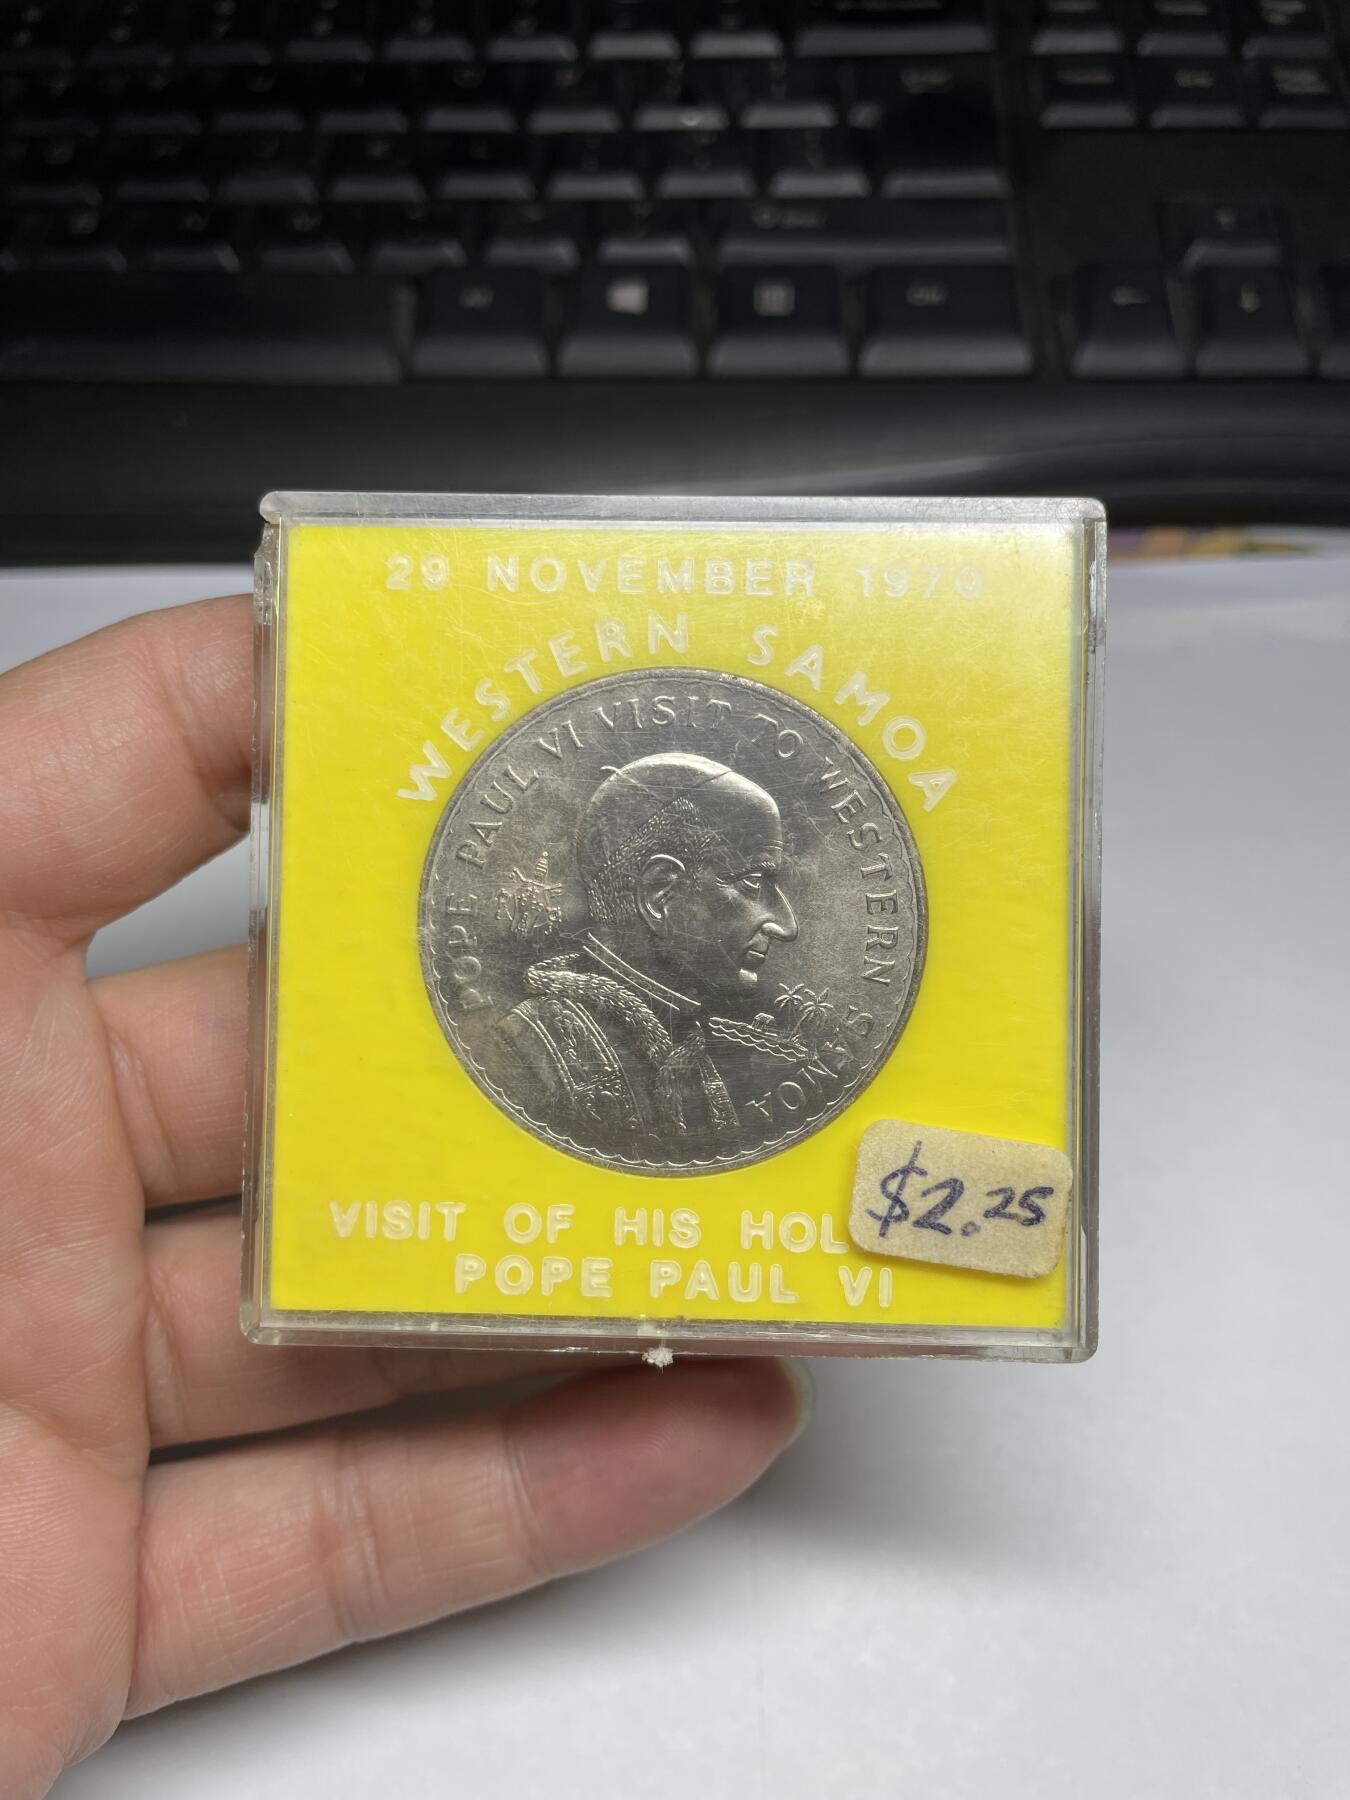 29 NOVEMBER 1970
WESTERN SAMOA
POPE PAUL VI VISIT TO WESTERN SAMOA
$2.25
VISIT OF HIS HOL
POPE PAUL VI